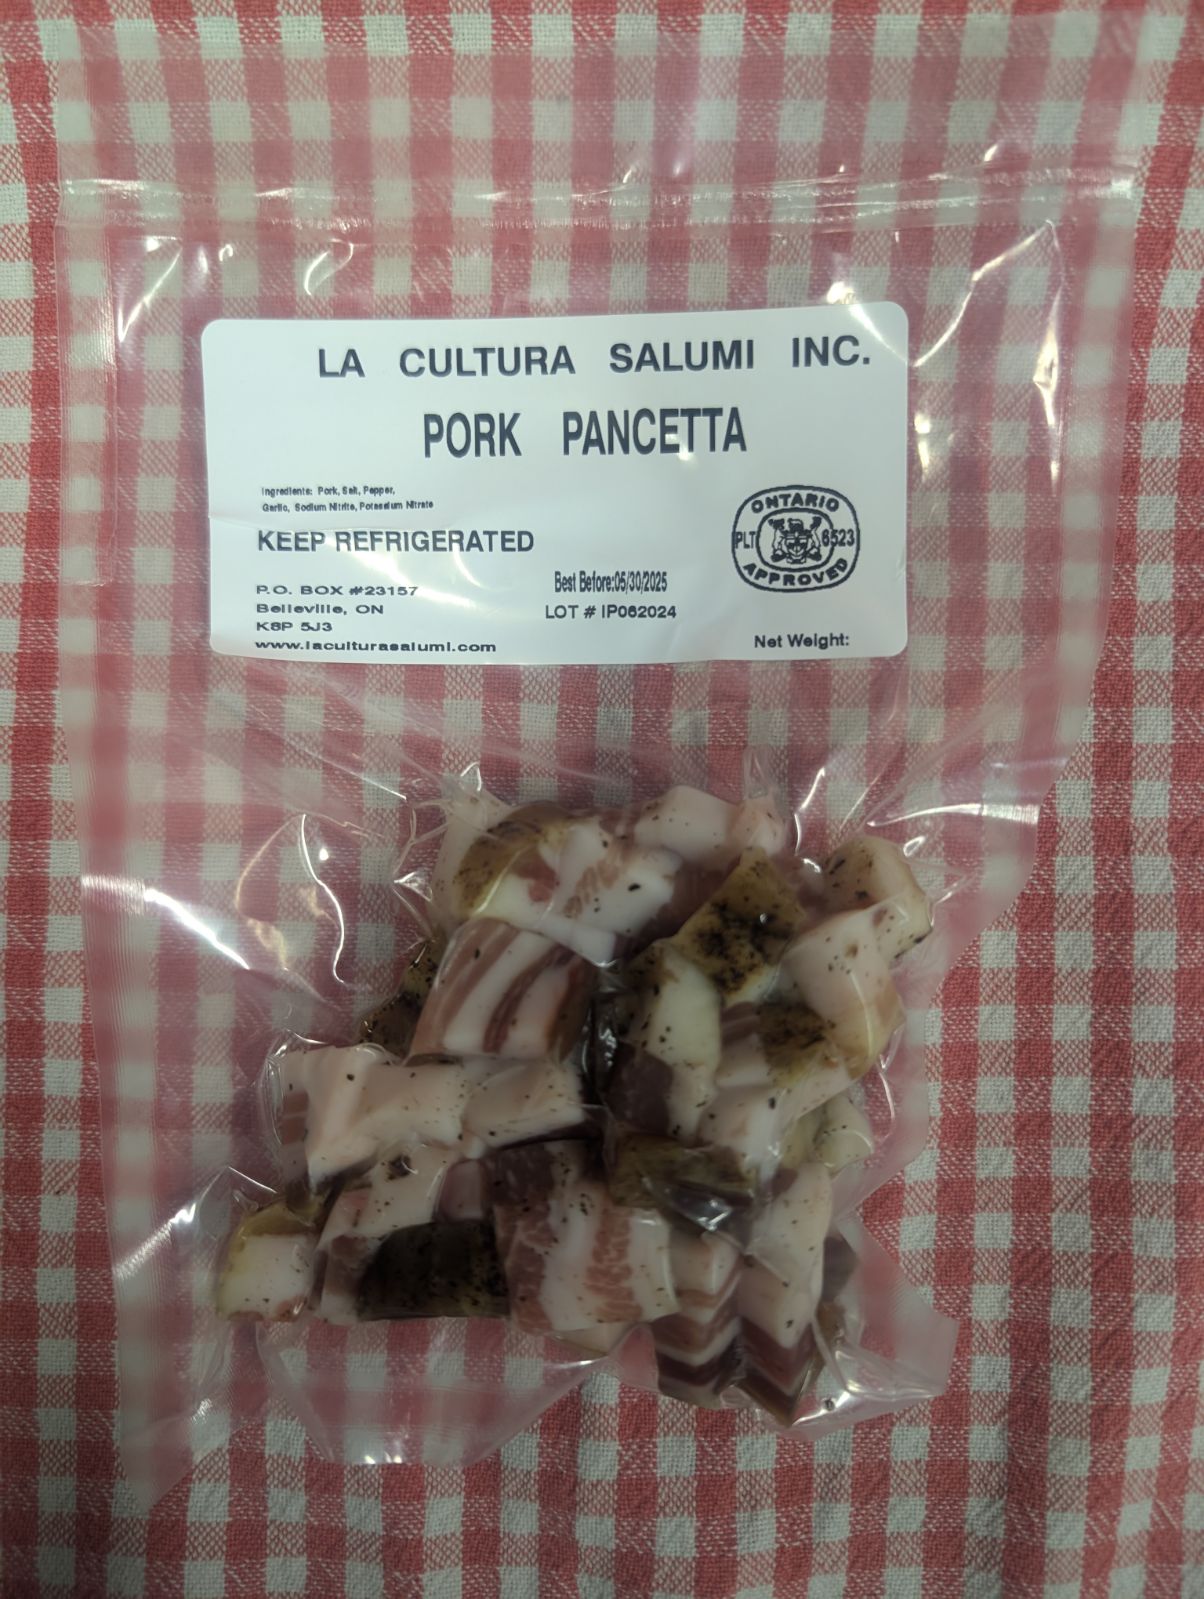 LA CULTURA SALUMI INC.
PORK PANCETTA
Ingredients: Pork, Salt, Pepper,
Garlic, Sodium Nitrite, Potassium Nitrate
KEEP REFRIGERATED
ONTARIO
PLT 6523
APPROVED
P.O. BOX #23157
Belleville, ON
K8P 5J3
www.laculturasalumi.com
Best Before:05/30/2025
LOT # IP062024
Net Weight: